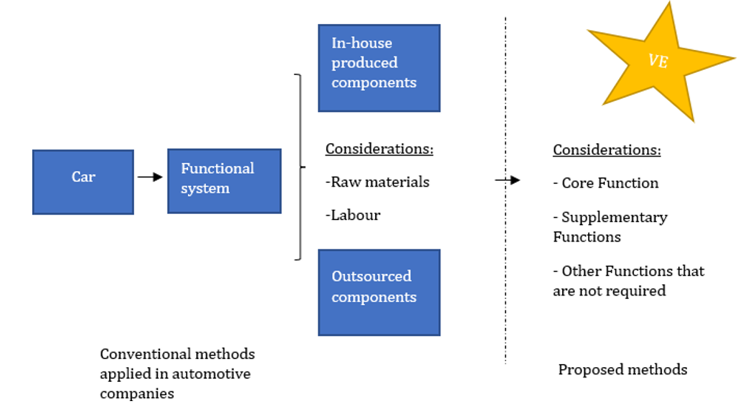 Car
Functional
system
In-house
produced
components
Considerations:
-Raw materials
-Labour
Outsourced
components
Conventional methods
applied in automotive
companies
VE
Considerations:
- Core Function
- Supplementary
Functions
- Other Functions that
are not required
Proposed methods